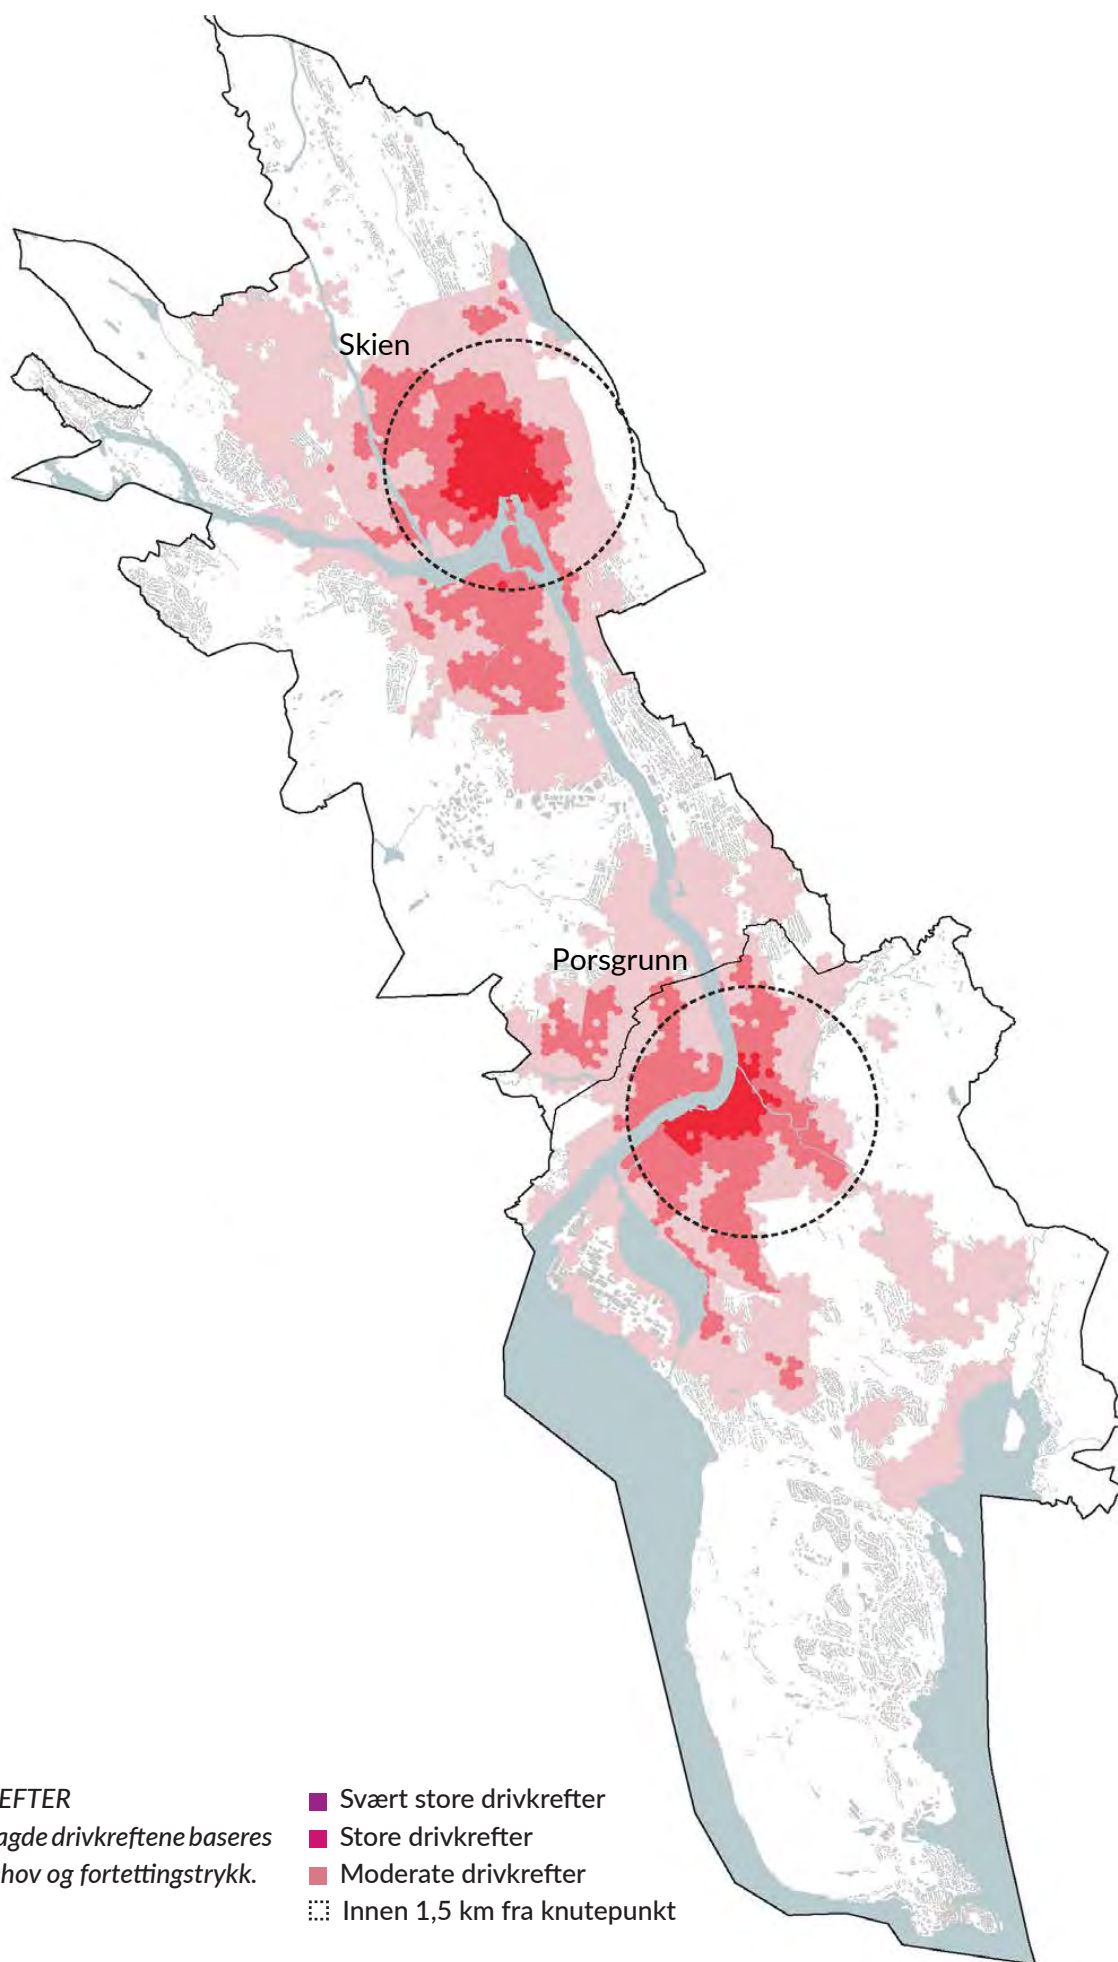 Skien
Porsgrunn
EFTER
agde drivkreftene baseres
hov og fortettingstrykk.
Svært store drivkrefter
Store drivkrefter
Moderate drivkrefter
Innen 1,5 km fra knutepunkt